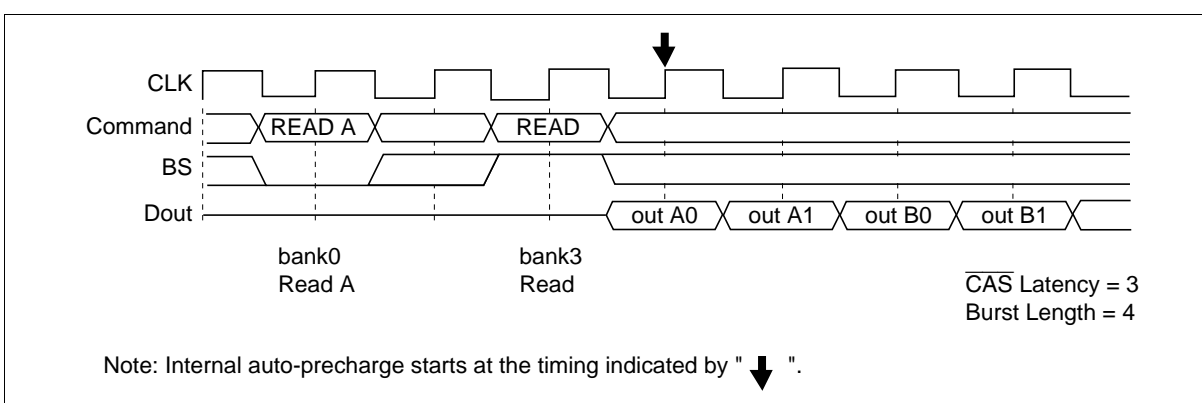 CLK
Command READ A READ
BS
Dout out A0 out A1 out B0 out B1
bank0 bank3
Read A Read
CAS Latency = 3
Burst Length = 4
Note: Internal auto-precharge starts at the timing indicated by " ".